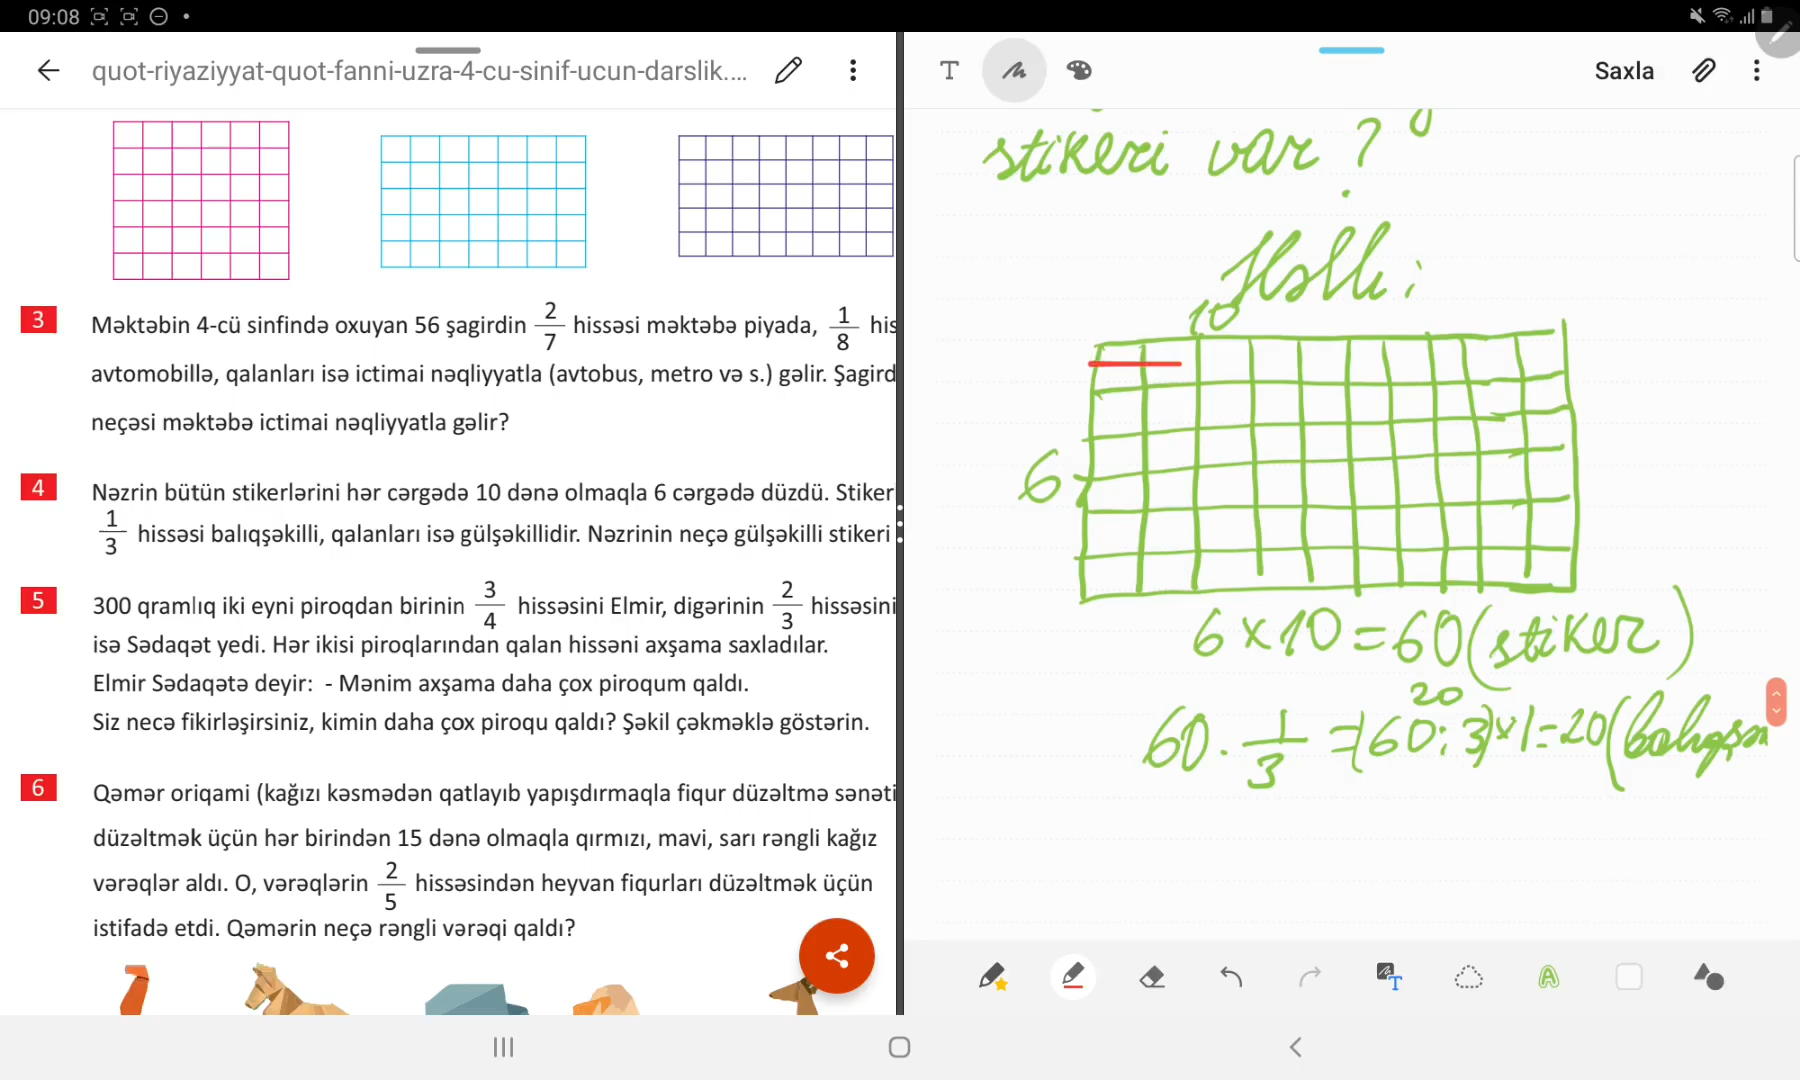 09:08
quot-riyaziyyat-quot-fanni-uzra-4-cu-sinif-ucun-darslik....
3 Məktəbin 4-cü sinfində oxuyan 56 şagirdin 2/7 hissəsi məktəbə piyada, 1/8 his
avtomobillə, qalanları isə ictimai nəqliyyatla (avtobus, metro və s.) gəlir. Şagird
neçəsi məktəbə ictimai nəqliyyatla gəlir?
4 Nəzrin bütün stikerlərini hər cərgədə 10 dənə olmaqla 6 cərgədə düzdü. Stiker
1/3 hissəsi balıqşəkilli, qalanları isə gülşəkillidir. Nəzrinin neçə gülşəkilli stikeri
5 300 qramlıq iki eyni piroqdan birinin 3/4 hissəsini Elmir, digərinin 2/3 hissəsini
isə Sədaqət yedi. Hər ikisi piroqlarından qalan hissəni axşama saxladılar.
Elmir Sədaqətə deyir: - Mənim axşama daha çox piroqum qaldı.
Siz necə fikirləşirsiniz, kimin daha çox piroqu qaldı? Şəkil çəkməklə göstərin.
6 Qəmər oriqami (kağızı kəsmədən qatlayıb yapışdırmaqla fiqur düzəltmə sənəti
düzəltmək üçün hər birindən 15 dənə olmaqla qırmızı, mavi, sarı rəngli kağız
vərəqlər aldı. O, vərəqlərin 2/5 hissəsindən heyvan fiqurları düzəltmək üçün
istifadə etdi. Qəmərin neçə rəngli vərəqi qaldı?
T
Saxla
stikeri var?
Həlli:
10
6
6 x 10 = 60 (stiker)
20
60 · 1/3 = (60 : 3) x 1 = 20 (balıqşə